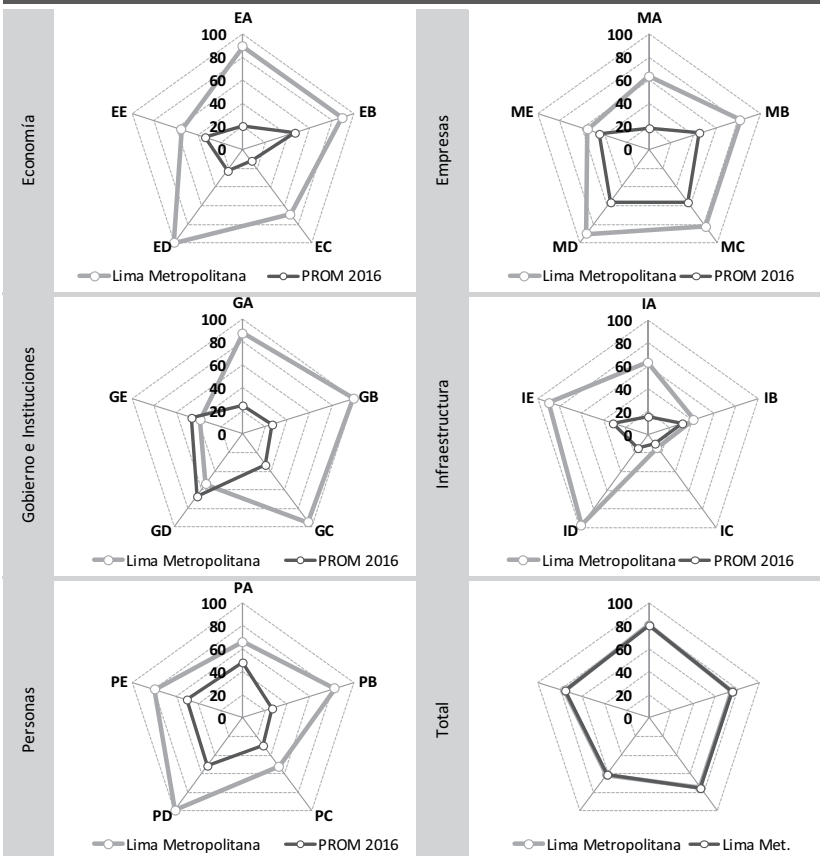 Economía
EA
100
80
60
40
20
0
EE
EB
ED
EC
Lima Metropolitana PROM 2016
Empresas
MA
100
80
60
40
20
0
ME
MB
MD
MC
Lima Metropolitana PROM 2016
Gobierno e Instituciones
GA
100
80
60
40
20
0
GE
GB
GD
GC
Lima Metropolitana PROM 2016
Infraestructura
IA
100
80
60
40
20
0
IE
IB
ID
IC
Lima Metropolitana PROM 2016
Personas
PA
100
80
60
40
20
0
PE
PB
PD
PC
Lima Metropolitana PROM 2016
Total
100
80
60
40
20
0
Lima Metropolitana Lima Met.